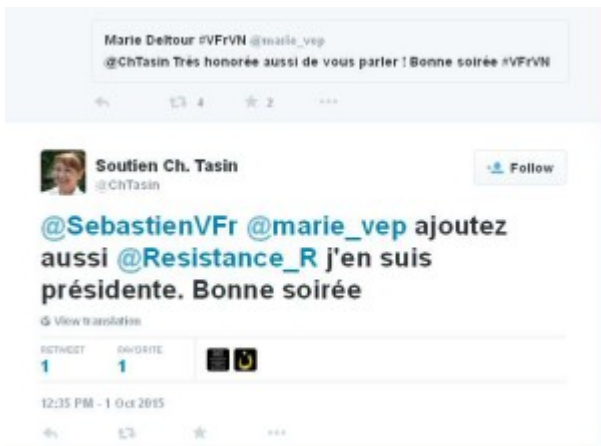 Marie Deltour #VFrVN @marie_vep
@ChTasin Très honorée aussi de vous parler ! Bonne soirée #VFrVN
4 2
Soutien Ch. Tasin
@ChTasin
Follow
@SebastienVFr @marie_vep ajoutez
aussi @Resistance_R j'en suis
présidente. Bonne soirée
View translation
RETWEET FAVORITE
1 1
12:35 PM - 1 Oct 2015